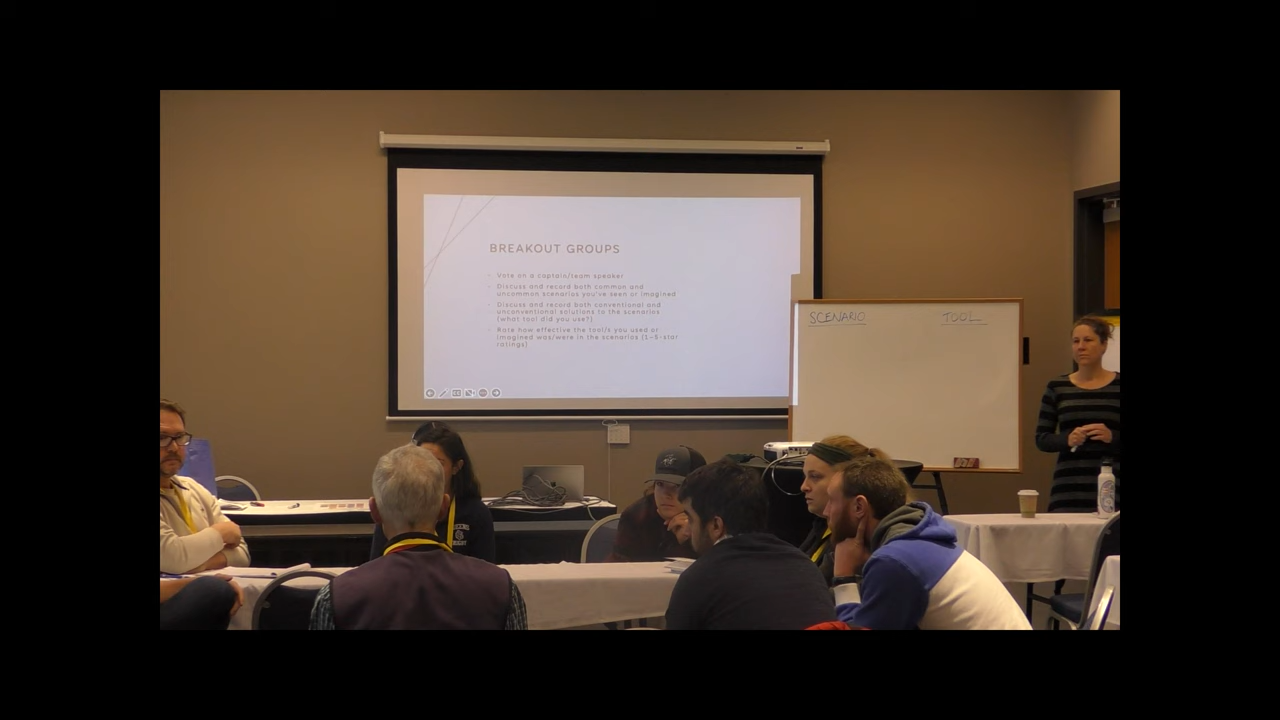 BREAKOUT GROUPS
Vote on a captain/team speaker
Discuss and record both common and
uncommon scenarios you've seen or imagined
Discuss and record both conventional and
unconventional solutions to the scenarios
(what tool did you use?)
Rate how effective the tool/s you used or
imagined was/were in the scenarios (1-5-star
ratings)
SCENARIO
TOOL